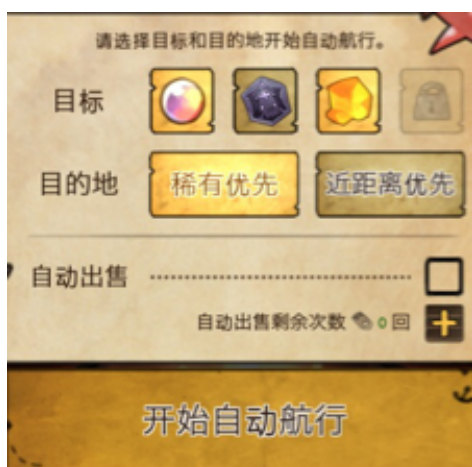 请选择目标和目的地开始自动航行。
目标
目的地 稀有优先 近距离优先
自动出售
自动出售剩余次数 0回
开始自动航行